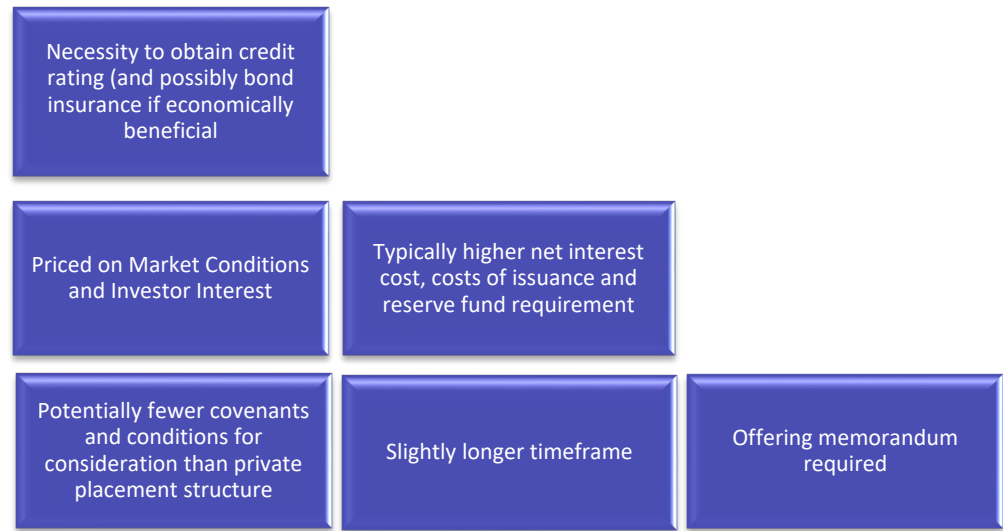 Necessity to obtain credit
rating (and possibly bond
insurance if economically
beneficial
Priced on Market Conditions
and Investor Interest
Typically higher net interest
cost, costs of issuance and
reserve fund requirement
Potentially fewer covenants
and conditions for
consideration than private
placement structure
Slightly longer timeframe
Offering memorandum
required